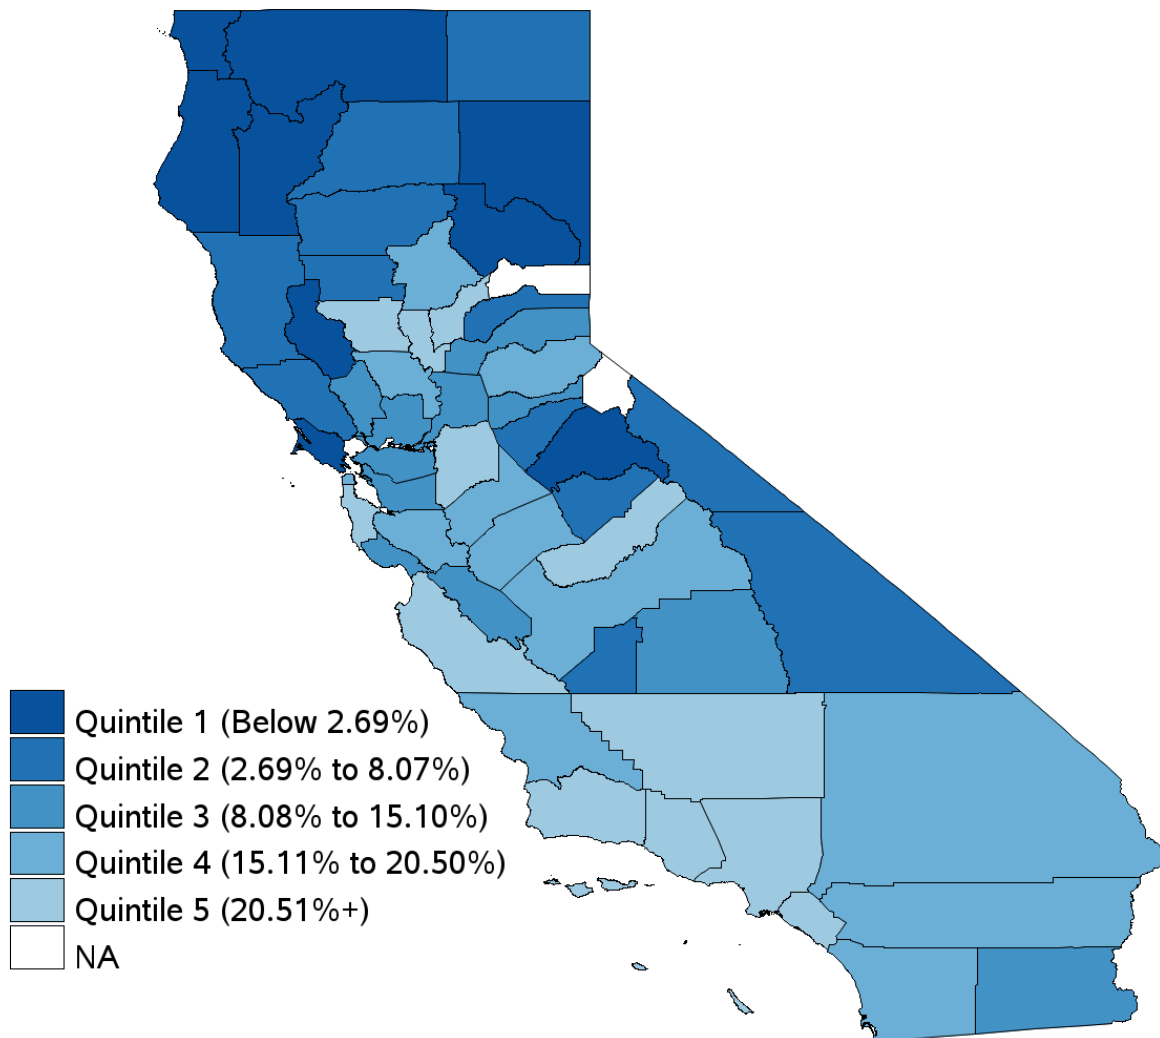 Quintile 1 (Below 2.69%)
Quintile 2 (2.69% to 8.07%)
Quintile 3 (8.08% to 15.10%)
Quintile 4 (15.11% to 20.50%)
Quintile 5 (20.51%+)
NA